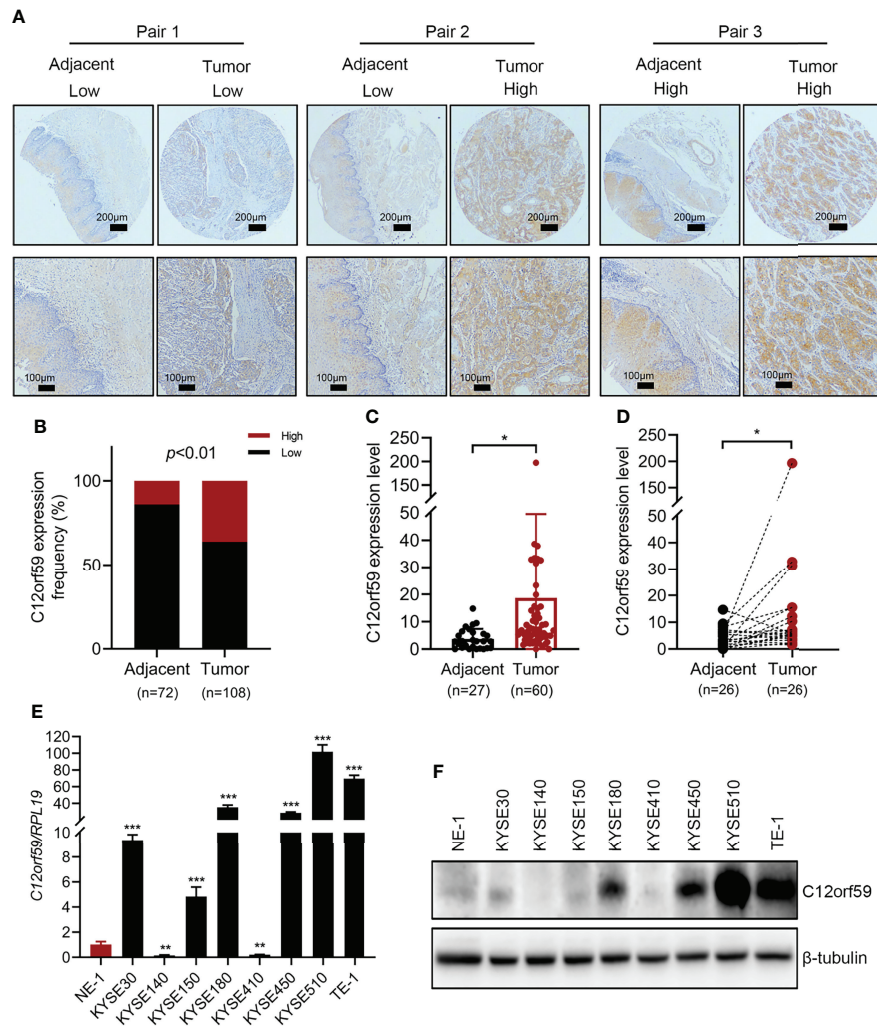 A
Pair 1
Pair 2
Pair 3
Adjacent
Low
Tumor
Low
Adjacent
Low
Tumor
High
Adjacent
High
Tumor
High
200μm
200μm
200μm
200μm
200μm
200μm
100μm
100μm
100μm
100μm
100μm
100μm
B
p<0.01
High
Low
C12orf59 expression
frequency (%)
100
50
0
Adjacent
Tumor
(n=72)
(n=108)
C
C12orf59 expression level
250
200
150
100
50
50
40
30
20
10
0
*
Adjacent
Tumor
(n=27)
(n=60)
D
C12orf59 expression level
250
200
150
100
50
50
40
30
20
10
0
*
Adjacent
Tumor
(n=26)
(n=26)
E
C12orf59/RPL19
120
100
80
60
40
20
10
8
6
4
2
0
***
**
***
***
**
***
***
***
NE-1
KYSE30
KYSE140
KYSE150
KYSE180
KYSE410
KYSE450
KYSE510
TE-1
F
NE-1
KYSE30
KYSE140
KYSE150
KYSE180
KYSE410
KYSE450
KYSE510
TE-1
C12orf59
β-tubulin